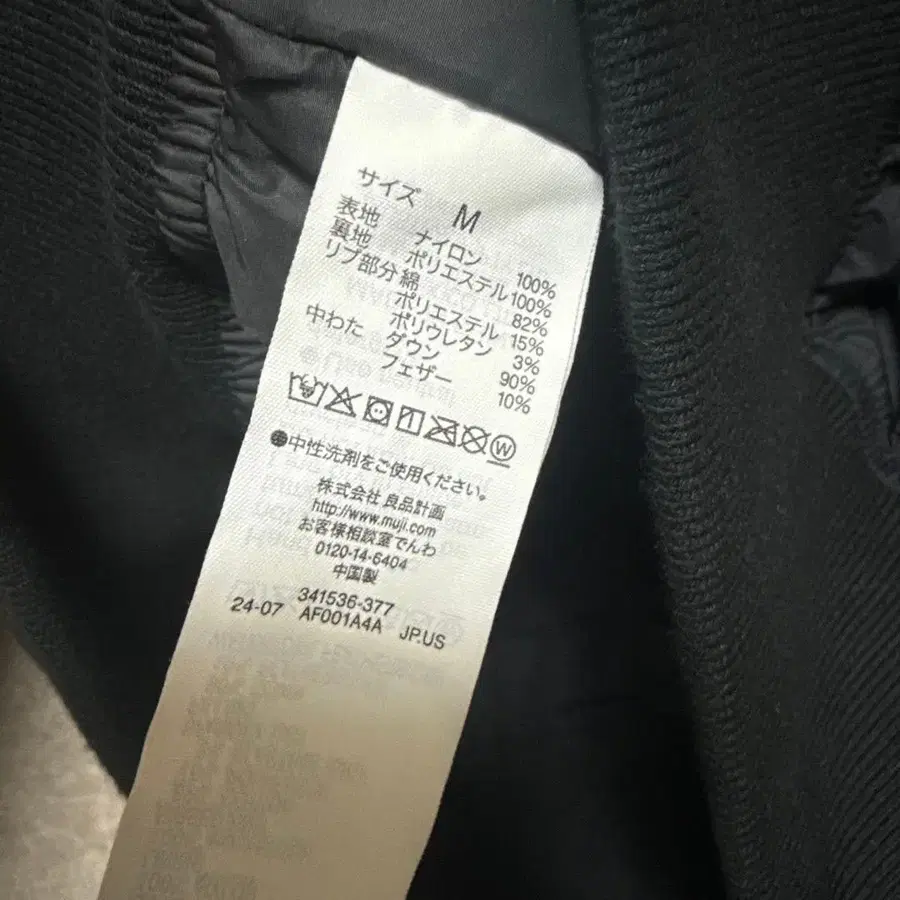 サイズ M
表地 ナイロン 100%
裏地 ポリエステル 100%
リブ部分 綿 82%
ポリエステル 15%
ポリウレタン 3%
中わた ダウン 90%
フェザー 10%
W
●中性洗剤をご使用ください。
株式会社 良品計画
http://www.muji.com
お客様相談室でんわ
0120-14-6404
中国製
341536-377
24-07 AF001A4A JP.US